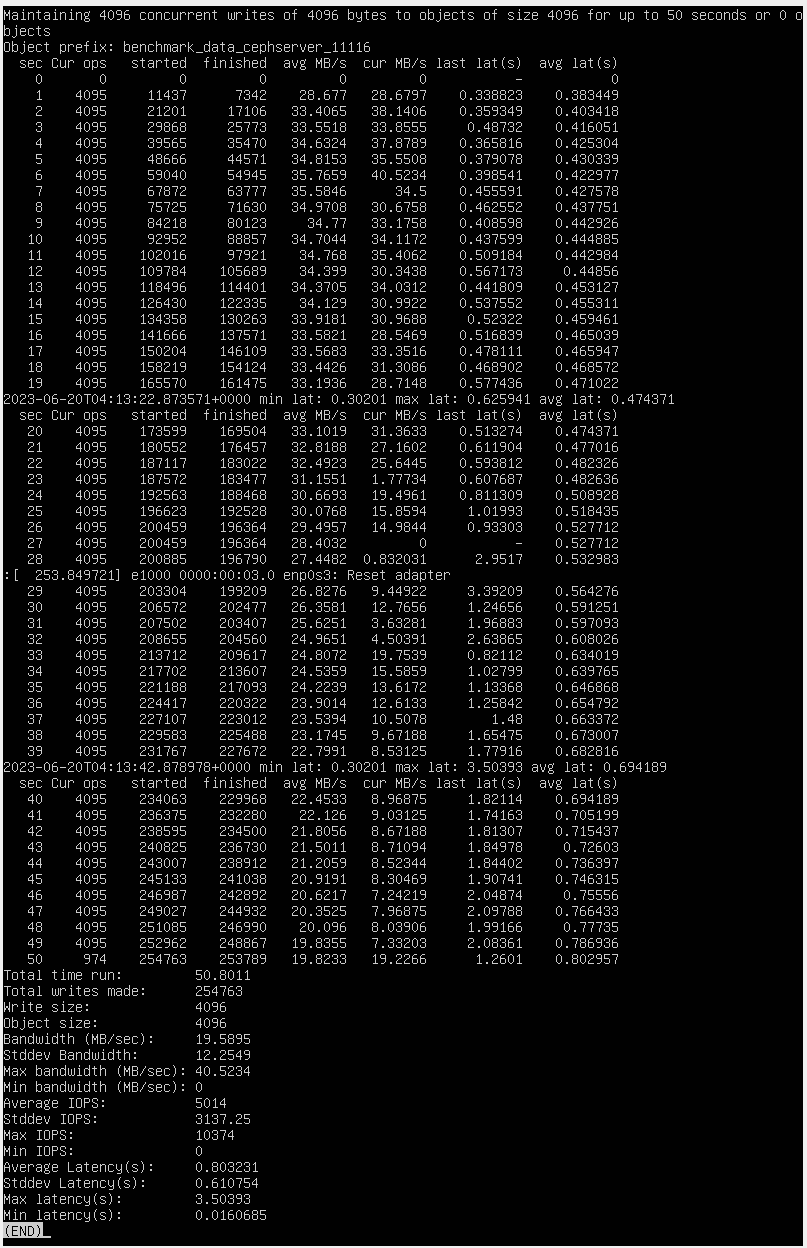 Maintaining 4096 concurrent writes of 4096 bytes to objects of size 4096 for up to 50 seconds or 0 o
bjects
Object prefix: benchmark_data_cephserver_11116
  sec Cur ops   started  finished  avg MB/s  cur MB/s last lat(s)  avg lat(s)
    0       0         0         0         0         0           -           0
    1    4095     11437      7342    28.677   28.6797    0.338823    0.383449
    2    4095     21201     17106   33.4065   38.1406    0.359349    0.403418
    3    4095     29868     25773   33.5518   33.8555     0.48732    0.416051
    4    4095     39565     35470   34.6324   37.8789    0.365816    0.425304
    5    4095     48666     44571   34.8153   35.5508    0.379078    0.430339
    6    4095     59040     54945   35.7659   40.5234    0.398541    0.422977
    7    4095     67872     63777   35.5846      34.5    0.455591    0.427578
    8    4095     75725     71630   34.9708   30.6758    0.462552    0.437751
    9    4095     84218     80123     34.77   33.1758    0.408598    0.442926
   10    4095     92952     88857   34.7044   34.1172    0.437599    0.444885
   11    4095    102016     97921    34.768   35.4062    0.509184    0.442984
   12    4095    109784    105689    34.399   30.3438    0.567173     0.44856
   13    4095    118496    114401   34.3705   34.0312    0.441809    0.453127
   14    4095    126430    122335    34.129   30.9922    0.537552    0.455311
   15    4095    134358    130263   33.9181   30.9688     0.52322    0.459461
   16    4095    141666    137571   33.5821   28.5469    0.516839    0.465039
   17    4095    150204    146109   33.5683   33.3516    0.478111    0.465947
   18    4095    158219    154124   33.4426   31.3086    0.468902    0.468572
   19    4095    165570    161475   33.1936   28.7148    0.577436    0.471022
2023-06-20T04:13:22.873571+0000 min lat: 0.30201 max lat: 0.625941 avg lat: 0.474371
  sec Cur ops   started  finished  avg MB/s  cur MB/s last lat(s)  avg lat(s)
   20    4095    173599    169504   33.1019   31.3633    0.513274    0.474371
   21    4095    180552    176457   32.8188   27.1602    0.611904    0.477016
   22    4095    187117    183022   32.4923   25.6445    0.593812    0.482326
   23    4095    187572    183477   31.1551   1.77734    0.607687    0.482636
   24    4095    192563    188468   30.6693   19.4961    0.811309    0.508928
   25    4095    196623    192528   30.0768   15.8594     1.01993    0.518435
   26    4095    200459    196364   29.4957   14.9844     0.93303    0.527712
   27    4095    200459    196364   28.4032         0           -    0.527712
   28    4095    200885    196790   27.4482  0.832031      2.9517    0.532983
:[  253.849721] e1000 0000:00:03.0 enp0s3: Reset adapter
   29    4095    203304    199209   26.8276   9.44922     3.39209    0.564276
   30    4095    206572    202477   26.3581   12.7656     1.24656    0.591251
   31    4095    207502    203407   25.6251   3.63281     1.96883    0.597093
   32    4095    208655    204560   24.9651   4.50391     2.63865    0.608026
   33    4095    213712    209617   24.8072   19.7539     0.82112    0.634019
   34    4095    217702    213607   24.5359   15.5859     1.02799    0.639765
   35    4095    221188    217093   24.2239   13.6172     1.13368    0.646868
   36    4095    224417    220322   23.9014   12.6133     1.25842    0.654792
   37    4095    227107    223012   23.5394   10.5078        1.48    0.663372
   38    4095    229583    225488   23.1745   9.67188     1.65475    0.673007
   39    4095    231767    227672   22.7991   8.53125     1.77916    0.682816
2023-06-20T04:13:42.878978+0000 min lat: 0.30201 max lat: 3.50393 avg lat: 0.694189
  sec Cur ops   started  finished  avg MB/s  cur MB/s last lat(s)  avg lat(s)
   40    4095    234063    229968   22.4533   8.96875     1.82114    0.694189
   41    4095    236375    232280    22.126   9.03125     1.74163    0.705199
   42    4095    238595    234500   21.8056   8.67188     1.81307    0.715437
   43    4095    240825    236730   21.5011   8.71094     1.84978     0.72603
   44    4095    243007    238912   21.2059   8.52344     1.84402    0.736397
   45    4095    245133    241038   20.9191   8.30469     1.90741    0.746315
   46    4095    246987    242892   20.6217   7.24219     2.04874     0.75556
   47    4095    249027    244932   20.3525   7.96875     2.09788    0.766433
   48    4095    251085    246990    20.096   8.03906     1.99166     0.77735
   49    4095    252962    248867   19.8355   7.33203     2.08361    0.786936
   50     974    254763    253789   19.8233   19.2266      1.2601    0.802957
Total time run:         50.8011
Total writes made:      254763
Write size:             4096
Object size:            4096
Bandwidth (MB/sec):     19.5895
Stddev Bandwidth:       12.2549
Max bandwidth (MB/sec): 40.5234
Min bandwidth (MB/sec): 0
Average IOPS:           5014
Stddev IOPS:            3137.25
Max IOPS:               10374
Min IOPS:               0
Average Latency(s):     0.803231
Stddev Latency(s):      0.610754
Max latency(s):         3.50393
Min latency(s):         0.0160685
(END)